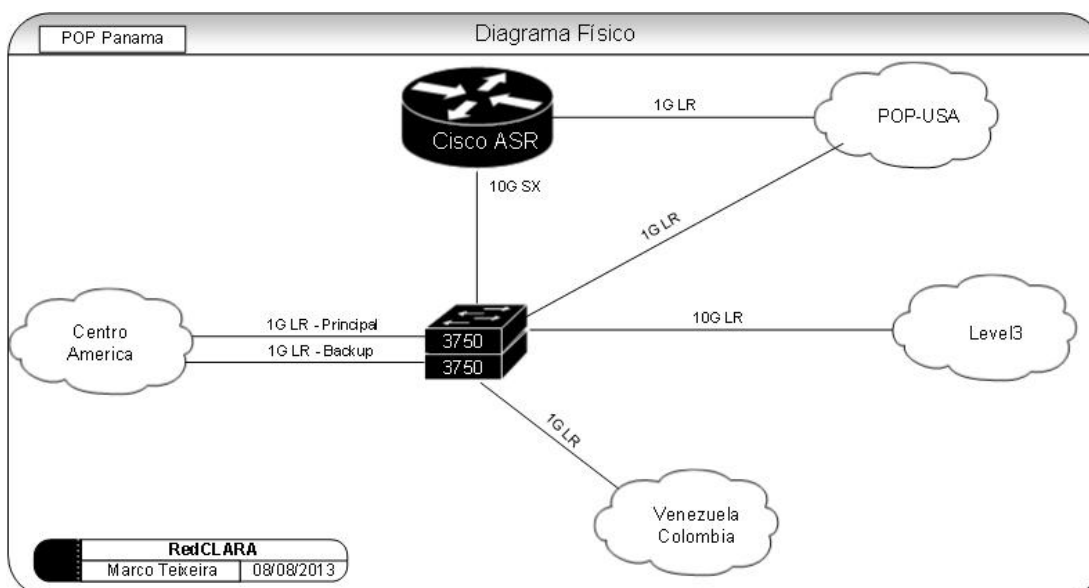 POP Panama
Diagrama Físico
Cisco ASR
1G LR
POP-USA
10G SX
1G LR
Centro
America
1G LR - Principal
1G LR - Backup
3750
3750
10G LR
Level3
1G LR
Venezuela
Colombia
RedCLARA
Marco Teixeira
08/08/2013